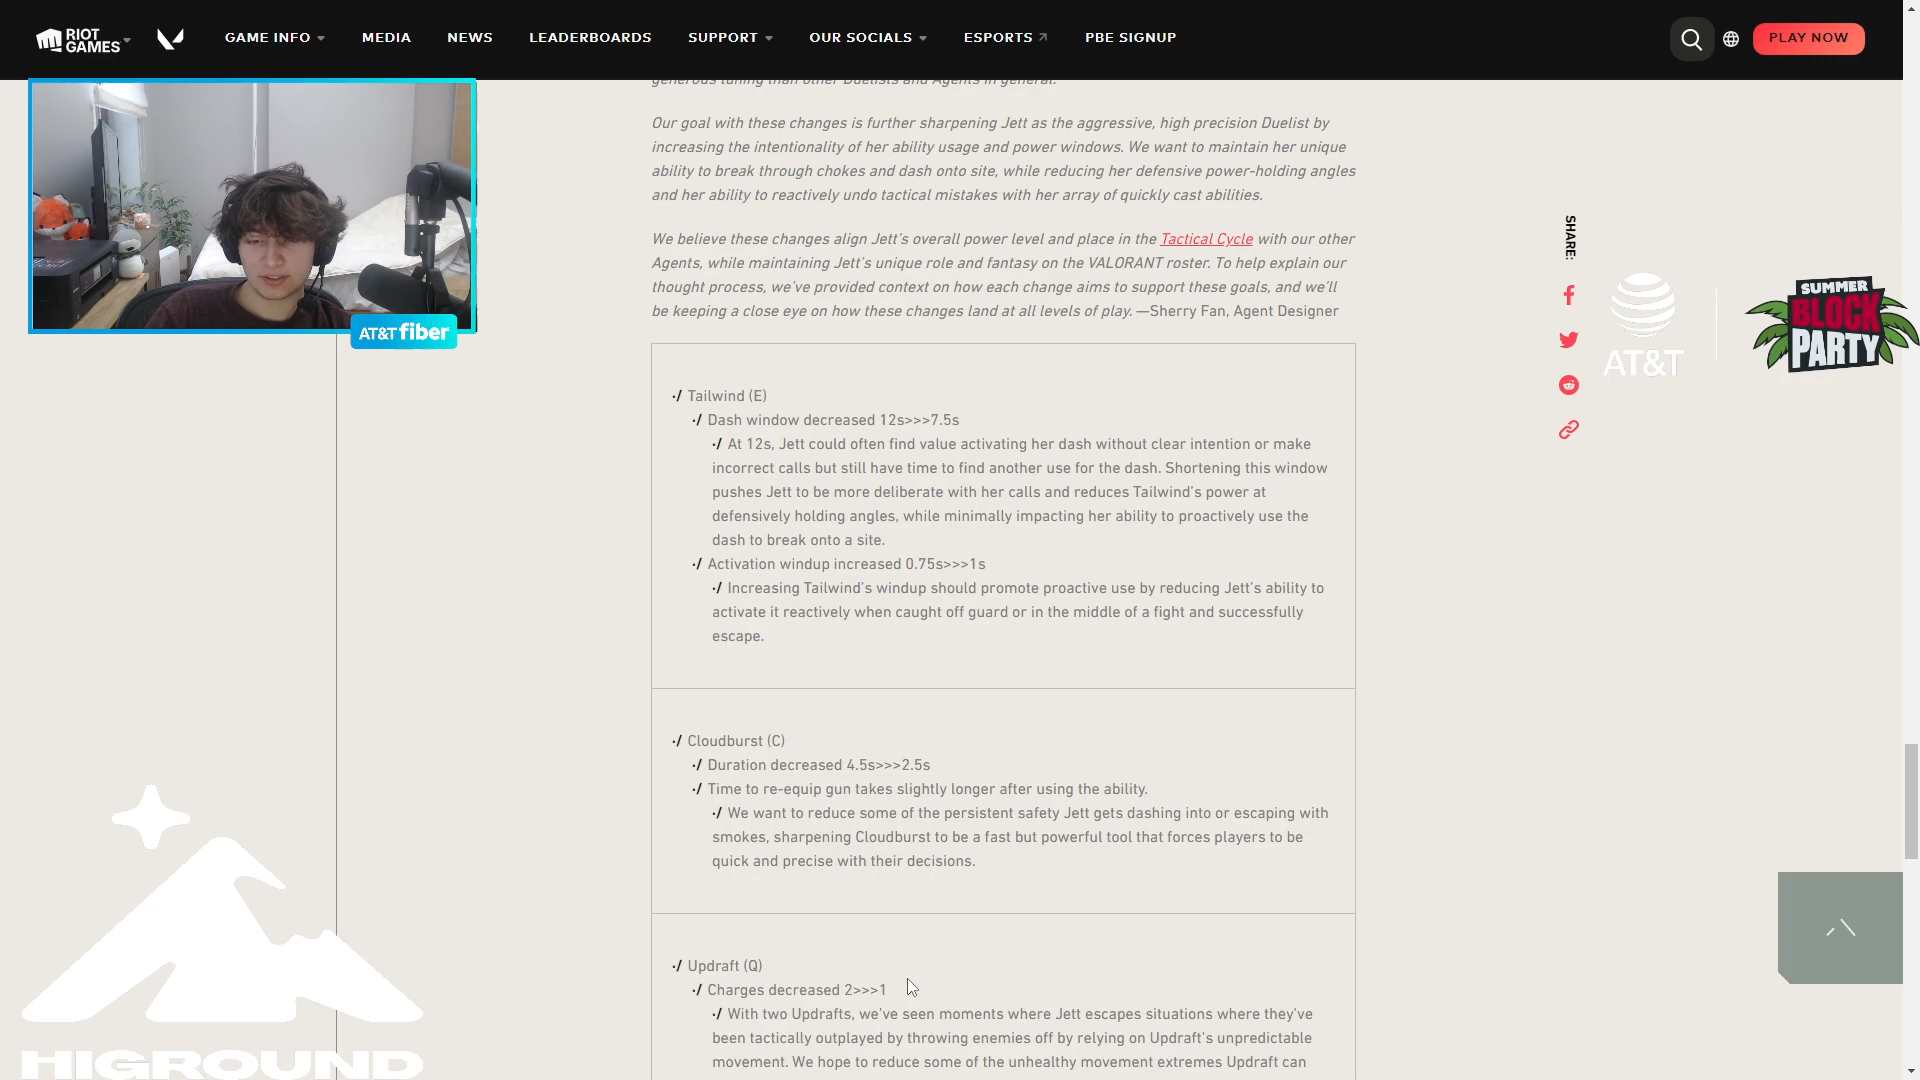 RIOT GAMES
GAME INFO
MEDIA
NEWS
LEADERBOARDS
SUPPORT
OUR SOCIALS
ESPORTS
PBE SIGNUP
PLAY NOW
generous tuning than other Duelists and Agents in general.
Our goal with these changes is further sharpening Jett as the aggressive, high precision Duelist by
increasing the intentionality of her ability usage and power windows. We want to maintain her unique
ability to break through chokes and dash onto site, while reducing her defensive power-holding angles
and her ability to reactively undo tactical mistakes with her array of quickly cast abilities.
We believe these changes align Jett's overall power level and place in the Tactical Cycle with our other
Agents, while maintaining Jett's unique role and fantasy on the VALORANT roster. To help explain our
thought process, we've provided context on how each change aims to support these goals, and we'll
be keeping a close eye on how these changes land at all levels of play. —Sherry Fan, Agent Designer
Tailwind (E)
Dash window decreased 12s>>>7.5s
At 12s, Jett could often find value activating her dash without clear intention or make
incorrect calls but still have time to find another use for the dash. Shortening this window
pushes Jett to be more deliberate with her calls and reduces Tailwind's power at
defensively holding angles, while minimally impacting her ability to proactively use the
dash to break onto a site.
Activation windup increased 0.75s>>>1s
Increasing Tailwind's windup should promote proactive use by reducing Jett's ability to
activate it reactively when caught off guard or in the middle of a fight and successfully
escape.
Cloudburst (C)
Duration decreased 4.5s>>>2.5s
Time to re-equip gun takes slightly longer after using the ability.
We want to reduce some of the persistent safety Jett gets dashing into or escaping with
smokes, sharpening Cloudburst to be a fast but powerful tool that forces players to be
quick and precise with their decisions.
Updraft (Q)
Charges decreased 2>>>1
With two Updrafts, we've seen moments where Jett escapes situations where they've
been tactically outplayed by throwing enemies off by relying on Updraft's unpredictable
movement. We hope to reduce some of the unhealthy movement extremes Updraft can
SHARE:
AT&T
SUMMER
BLOCK
PARTY
AT&T fiber
HIGROUND